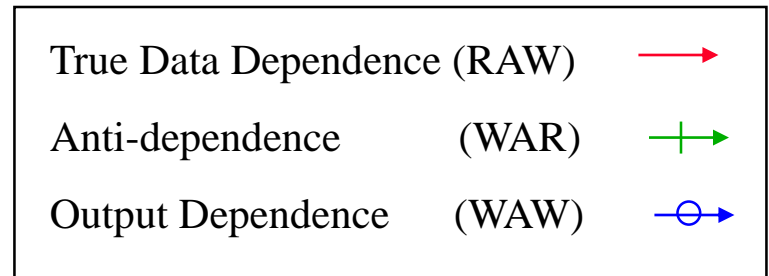 True Data Dependence (RAW)
Anti-dependence (WAR)
Output Dependence (WAW)